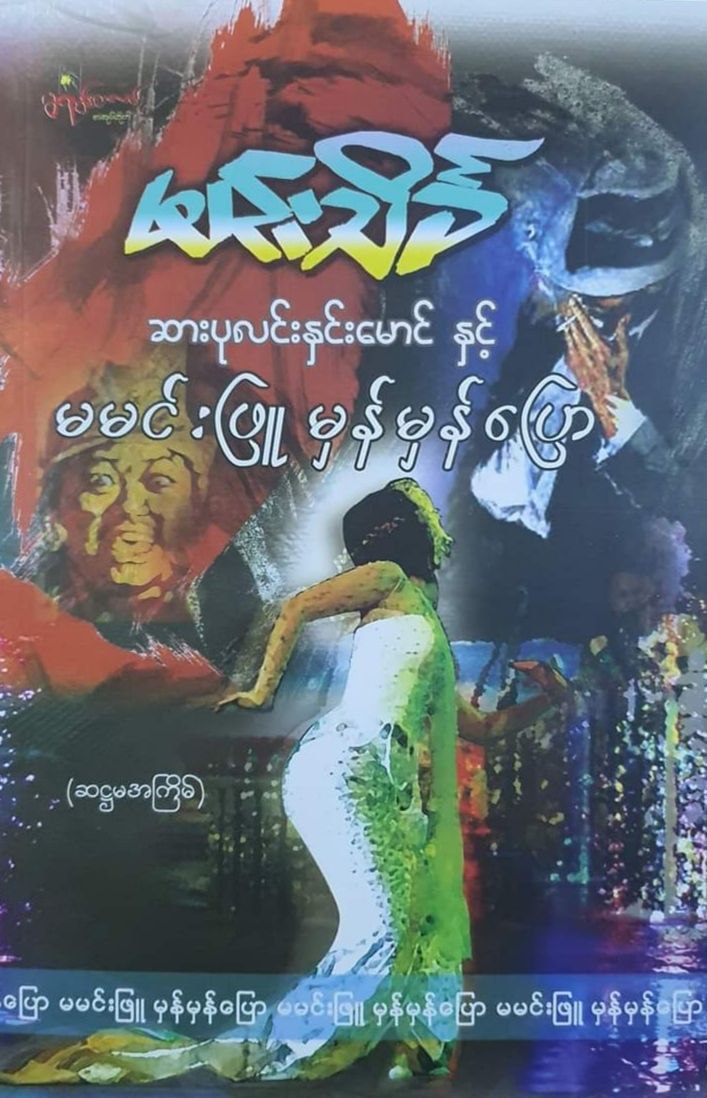 မင်းသိင်္ခ
ဆားပုလင်းနှင်းမောင် နှင့်
မမင်းဖြူ မှန်မှန်ပြော
(ဆဋ္ဌမအကြိမ်)
ပြော မမင်းဖြူ မှန်မှန်ပြော မမင်းဖြူ မှန်မှန်ပြော မမင်းဖြူ မှန်မှန်ပြော